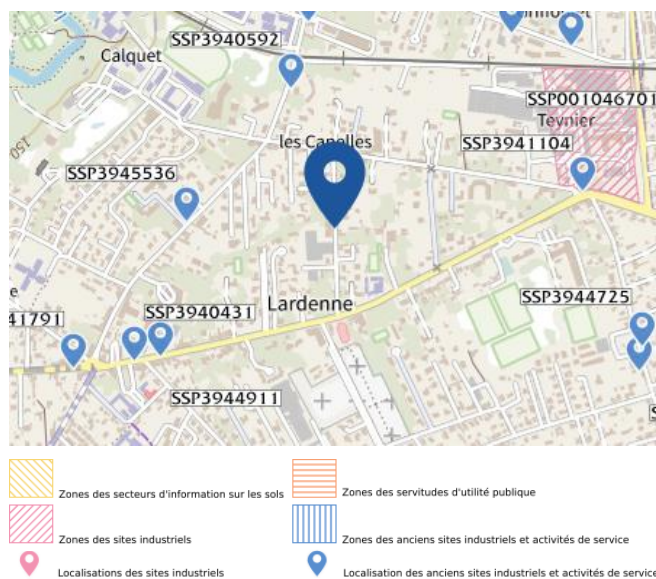 SSP3940592
Calquet
SSP001046701
Teynier
les Capelles
SSP3941104
SSP3945536
150
Lardenne
SSP3944725
SSP3940431
41791
SSP3944911
Zones des secteurs d'information sur les sols
Zones des servitudes d'utilité publique
Zones des sites industriels
Zones des anciens sites industriels et activités de service
Localisations des sites industriels
Localisation des anciens sites industriels et activités de service